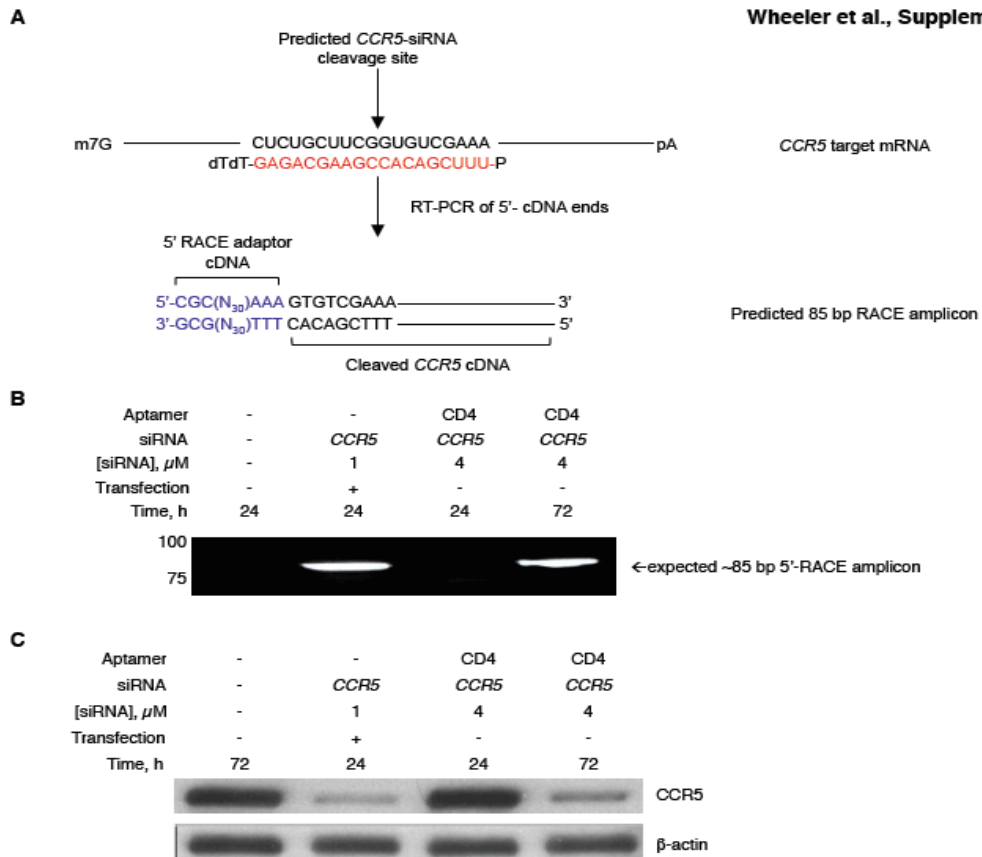 A
Wheeler et al., Supplem
Predicted CCR5-siRNA
cleavage site
m7G
CUCUGCUUCGGUGUCGAAA
pA
CCR5 target mRNA
dTdT-GAGACGAAGCCACAGCUUU-P
RT-PCR of 5'- cDNA ends
5' RACE adaptor
cDNA
5'-CGC(N30)AAA GTGTCGAAA 3'
3'-GCG(N30)TTT CACAGCTTT 5'
Predicted 85 bp RACE amplicon
Cleaved CCR5 cDNA
B
Aptamer - - CD4 CD4
siRNA - CCR5 CCR5 CCR5
[siRNA], µM - 1 4 4
Transfection - + - -
Time, h 24 24 24 72
100
75
←expected ~85 bp 5'-RACE amplicon
C
Aptamer - - CD4 CD4
siRNA - CCR5 CCR5 CCR5
[siRNA], µM - 1 4 4
Transfection - + - -
Time, h 72 24 24 72
CCR5
β-actin